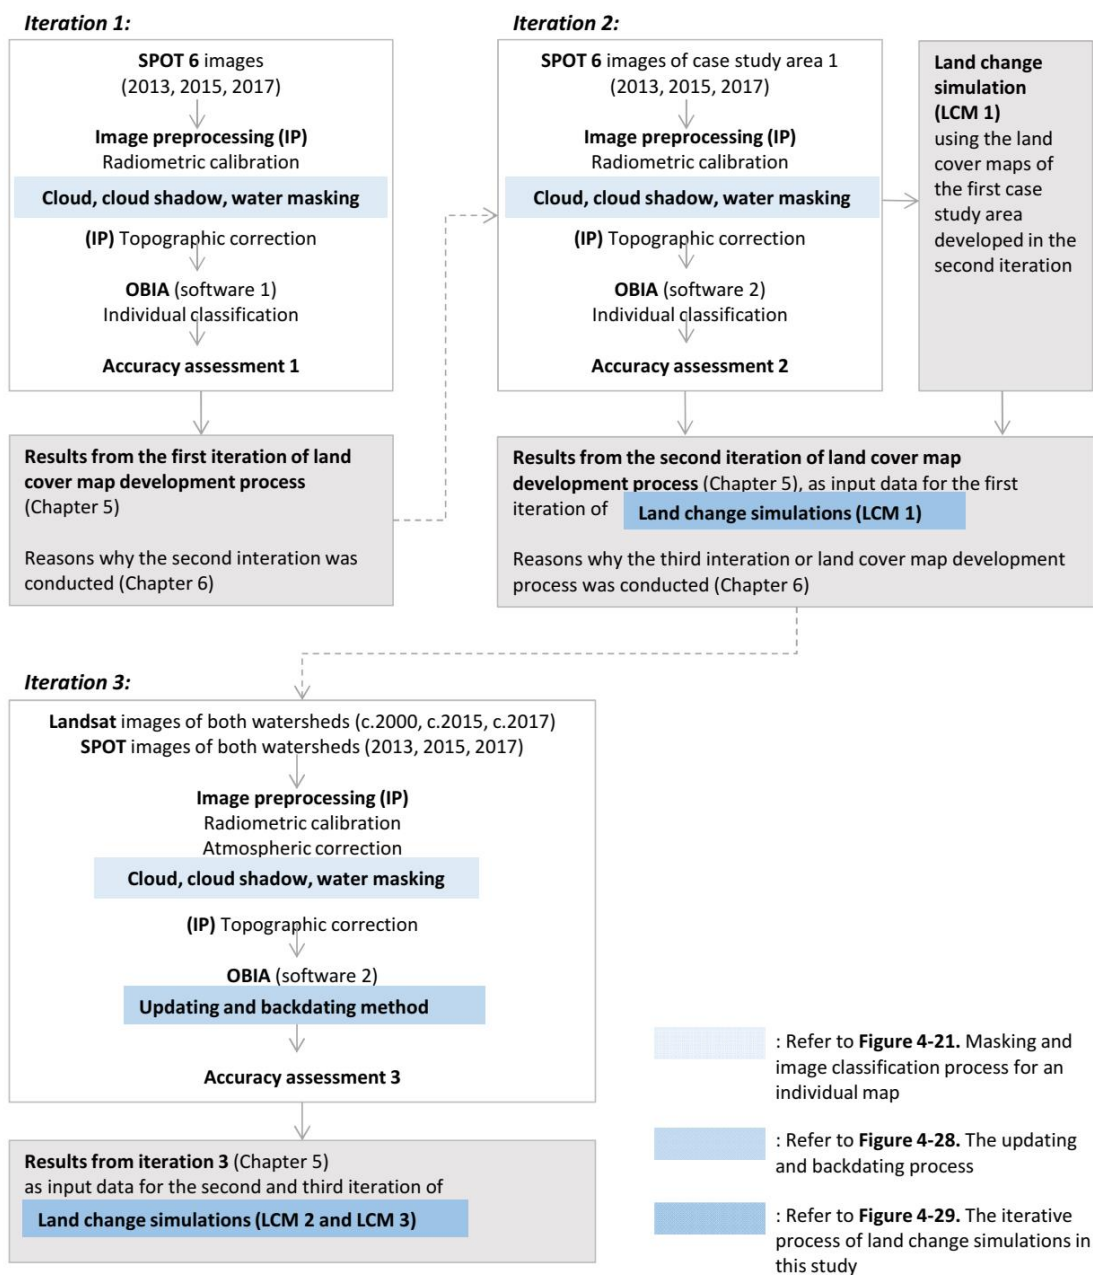 Iteration 1:
SPOT 6 images
(2013, 2015, 2017)
Image preprocessing (IP)
Radiometric calibration
Cloud, cloud shadow, water masking
(IP) Topographic correction
OBIA (software 1)
Individual classification
Accuracy assessment 1
Results from the first iteration of land
cover map development process
(Chapter 5)
Reasons why the second interation was
conducted (Chapter 6)
Iteration 2:
SPOT 6 images of case study area 1
(2013, 2015, 2017)
Image preprocessing (IP)
Radiometric calibration
Cloud, cloud shadow, water masking
(IP) Topographic correction
OBIA (software 2)
Individual classification
Accuracy assessment 2
Land change
simulation
(LCM 1)
using the land
cover maps of
the first case
study area
developed in the
second iteration
Results from the second iteration of land cover map
development process (Chapter 5), as input data for the first
iteration of Land change simulations (LCM 1)
Reasons why the third interation or land cover map development
process was conducted (Chapter 6)
Iteration 3:
Landsat images of both watersheds (c.2000, c.2015, c.2017)
SPOT images of both watersheds (2013, 2015, 2017)
Image preprocessing (IP)
Radiometric calibration
Atmospheric correction
Cloud, cloud shadow, water masking
(IP) Topographic correction
OBIA (software 2)
Updating and backdating method
Accuracy assessment 3
Results from iteration 3 (Chapter 5)
as input data for the second and third iteration of
Land change simulations (LCM 2 and LCM 3)
: Refer to Figure 4-21. Masking and
image classification process for an
individual map
: Refer to Figure 4-28. The updating
and backdating process
: Refer to Figure 4-29. The iterative
process of land change simulations in
this study